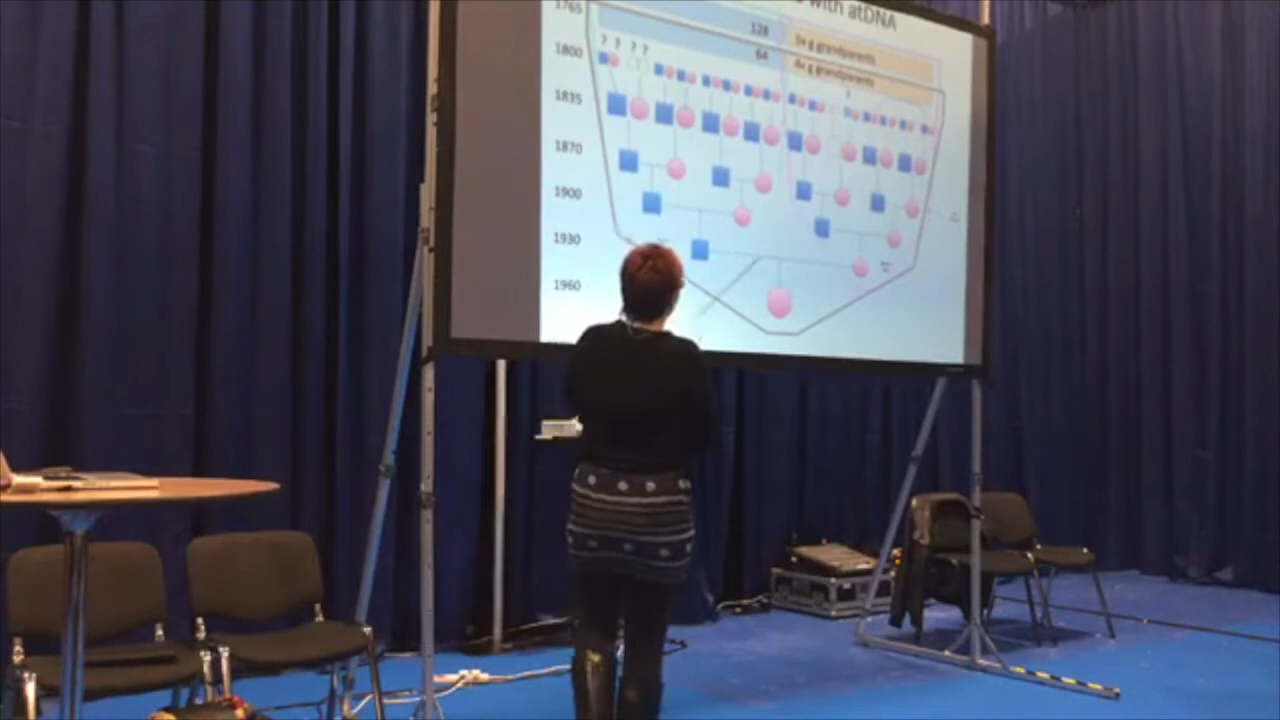 with atDNA
1765
128
5x g grandparents
64
4x g grandparents
1800
? ? ? ?
1835
1870
1900
1930
1960